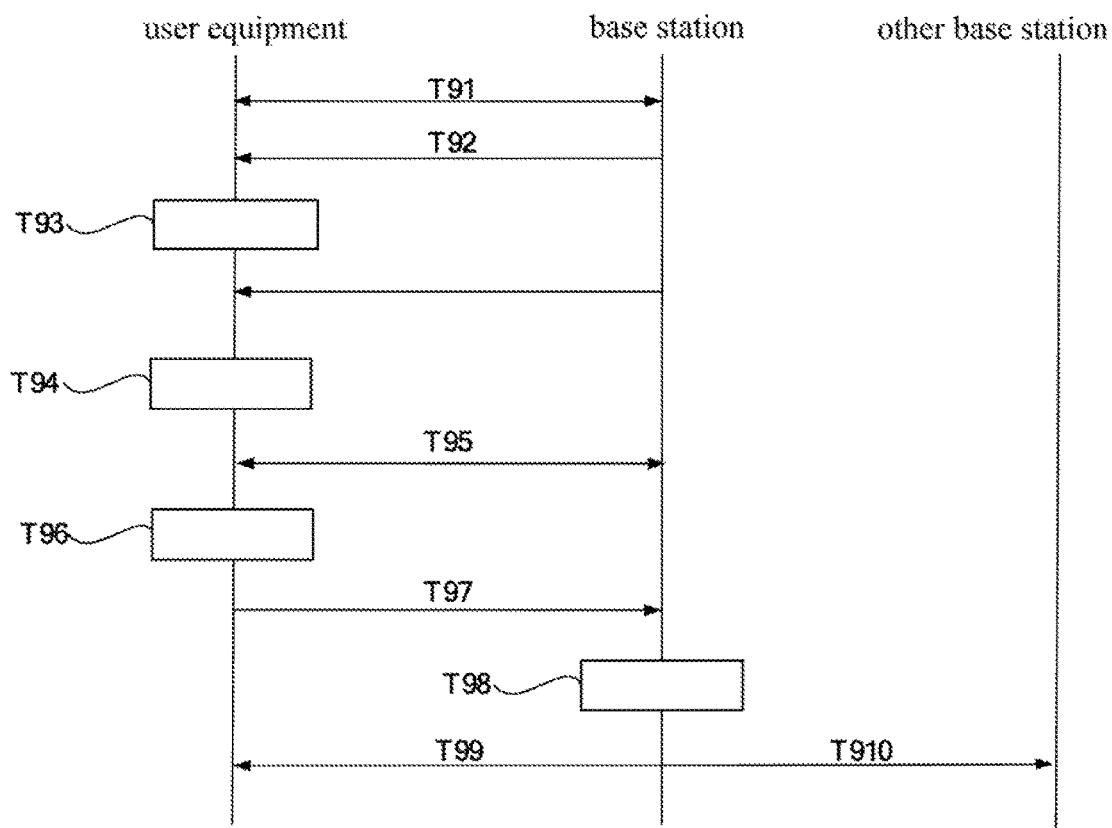 user equipment
base station
other base station
T91
T92
T93
T94
T95
T96
T97
T98
T99
T910